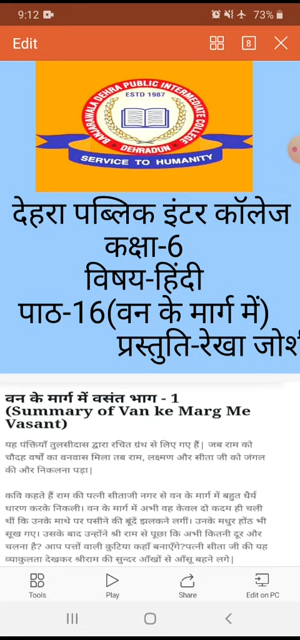 9:12
73%
Edit
8
BANJARAWALA DEHRA PUBLIC INTERMEDIATE COLLEGE
ESTD 1987
DEHRADUN
SERVICE TO HUMANITY
देहरा पब्लिक इंटर कॉलेज
कक्षा-6
विषय-हिंदी
पाठ-16(वन के मार्ग में)
प्रस्तुति-रेखा जोशी
वन के मार्ग में वसंत भाग - 1
(Summary of Van ke Marg Me
Vasant)
यह पंक्तियाँ तुलसीदास द्वारा रचित ग्रंथ से लिए गए हैं| जब राम को
चौदह वर्षों का वनवास मिला तब राम, लक्ष्मण और सीता जी को जंगल
की और निकलना पड़ा|
कवि कहते हैं राम की पत्नी सीताजी नगर से वन के मार्ग में बहुत धैर्य
धारण करके निकली। वन के मार्ग में अभी वह केवल दो कदम ही चली
थीं कि उनके माथे पर पसीने की बूंदें झलकने लगीं। उनके मधुर होंठ भी
सूख गए। उसके बाद उन्होंने श्री राम से पूछा कि अभी कितनी दूर और
चलना है? आप पत्तों वाली कुटिया कहाँ बनाएँगे?पत्नी सीता जी की यह
व्याकुलता देखकर श्रीराम की सुन्दर आँखों से आँसू बहने लगे|
Tools
Play
Share
Edit on PC